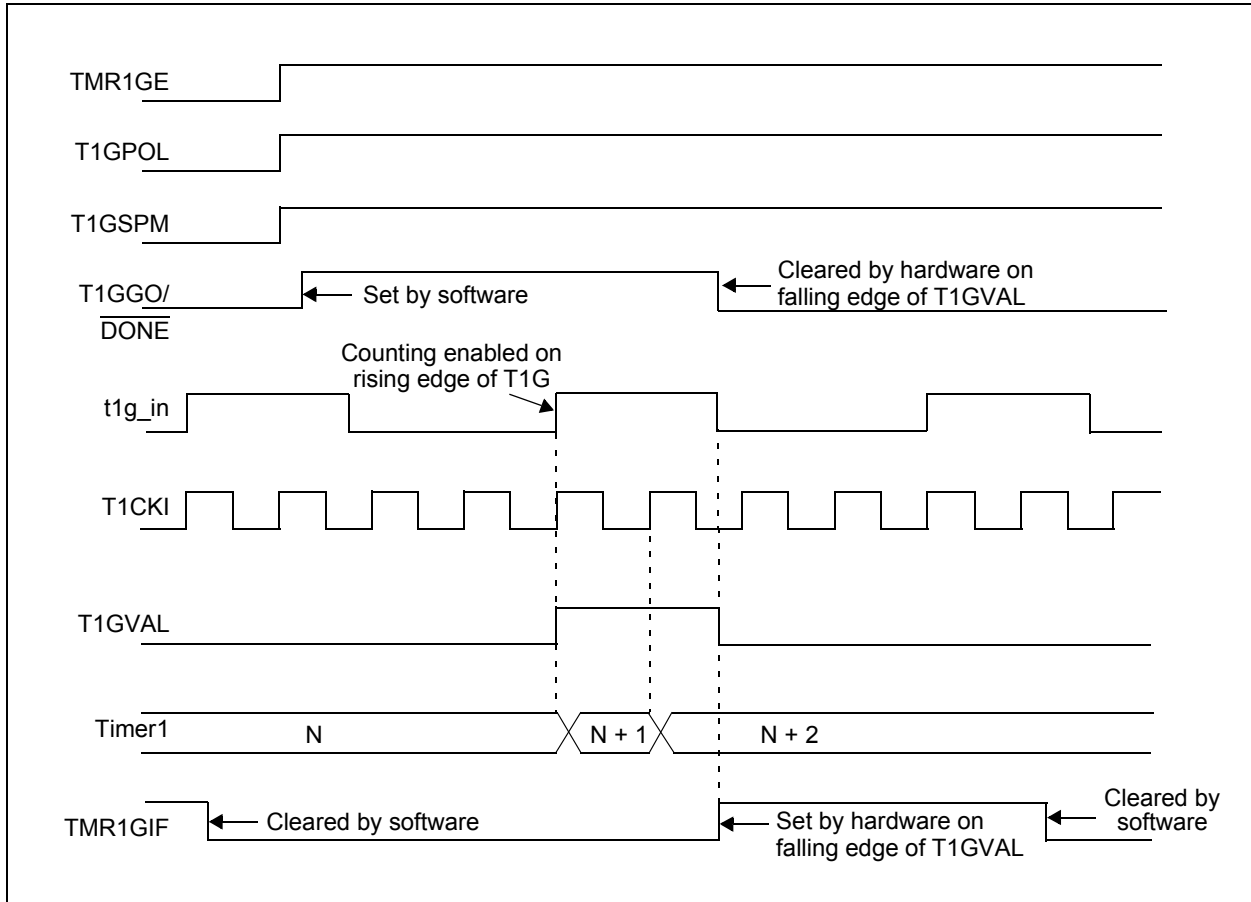 TMR1GE
T1GPOL
T1GSPM
T1GGO/
DONE
Set by software
Cleared by hardware on
falling edge of T1GVAL
Counting enabled on
rising edge of T1G
t1g_in
T1CKI
T1GVAL
Timer1
N
N + 1
N + 2
TMR1GIF
Cleared by software
Set by hardware on
falling edge of T1GVAL
Cleared by
software